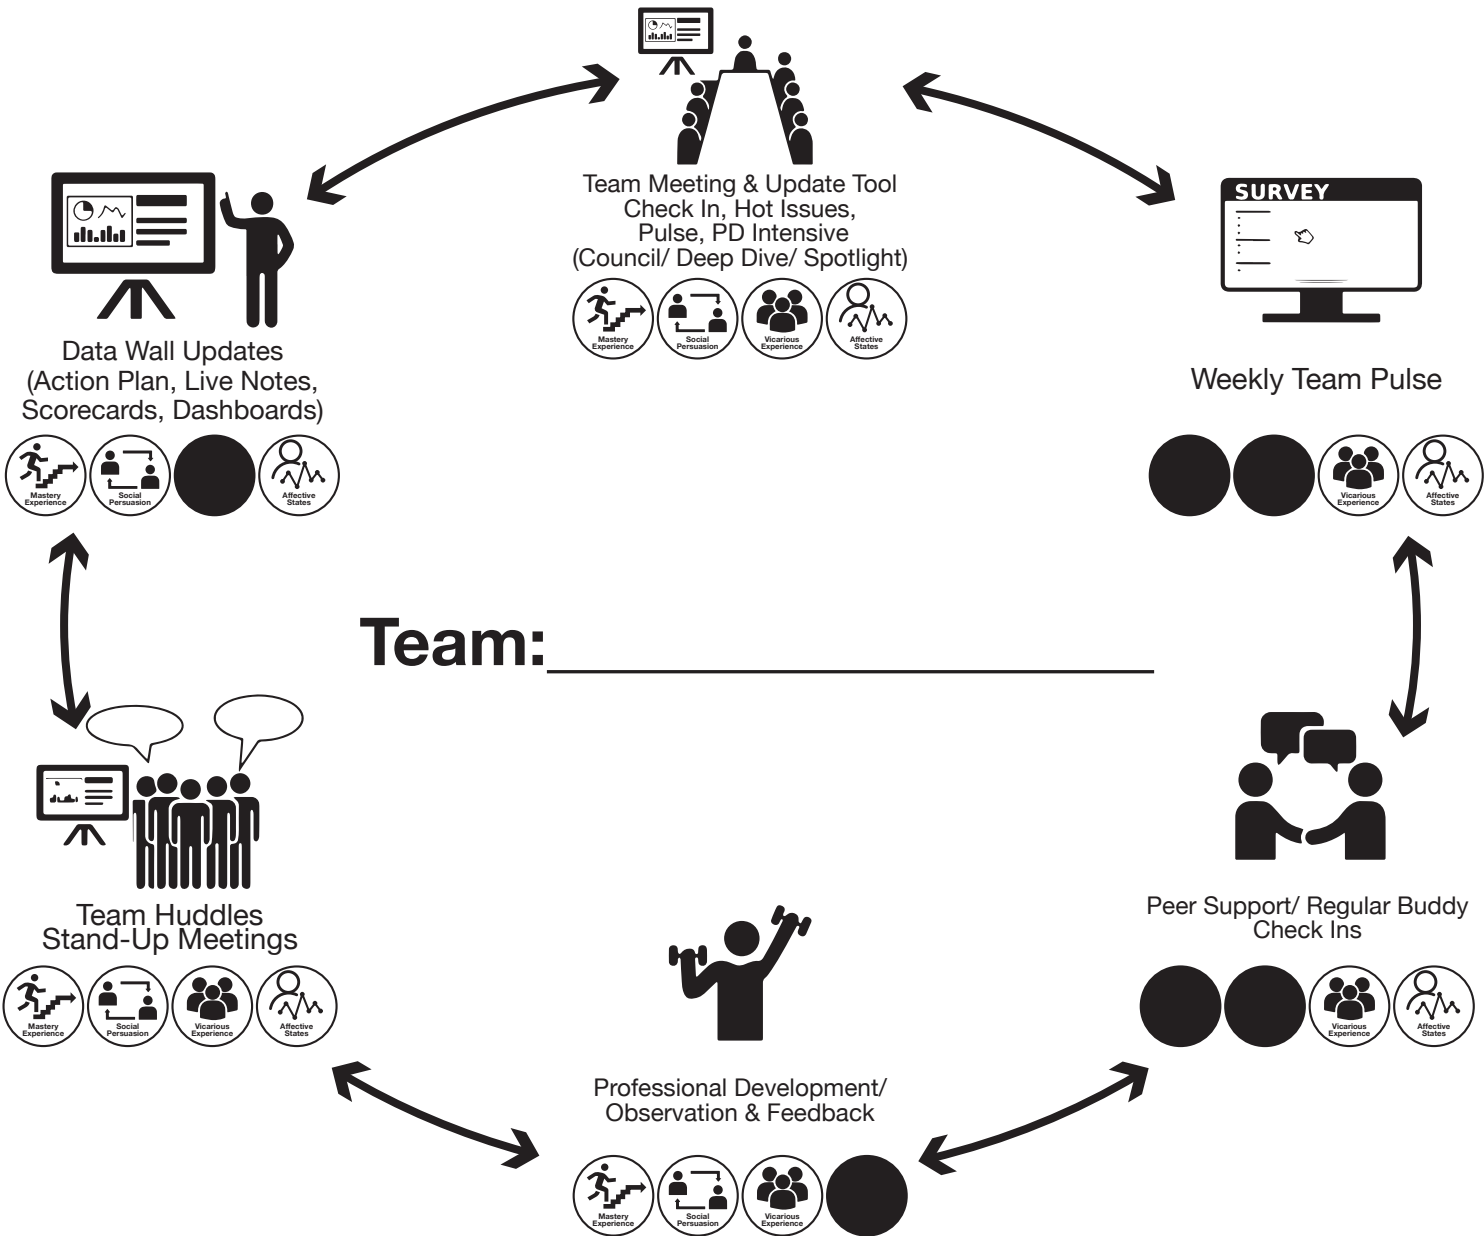 Team Meeting & Update Tool
Check In, Hot Issues,
Pulse, PD Intensive
(Council/ Deep Dive/ Spotlight)
Mastery
Experience
Social
Persuasion
Vicarious
Experience
Affective
States
SURVEY
Weekly Team Pulse
Vicarious
Experience
Affective
States
Data Wall Updates
(Action Plan, Live Notes,
Scorecards, Dashboards)
Mastery
Experience
Social
Persuasion
Affective
States
Team:
Peer Support/ Regular Buddy
Check Ins
Vicarious
Experience
Affective
States
Team Huddles
Stand-Up Meetings
Mastery
Experience
Social
Persuasion
Vicarious
Experience
Affective
States
Professional Development/
Observation & Feedback
Mastery
Experience
Social
Persuasion
Vicarious
Experience